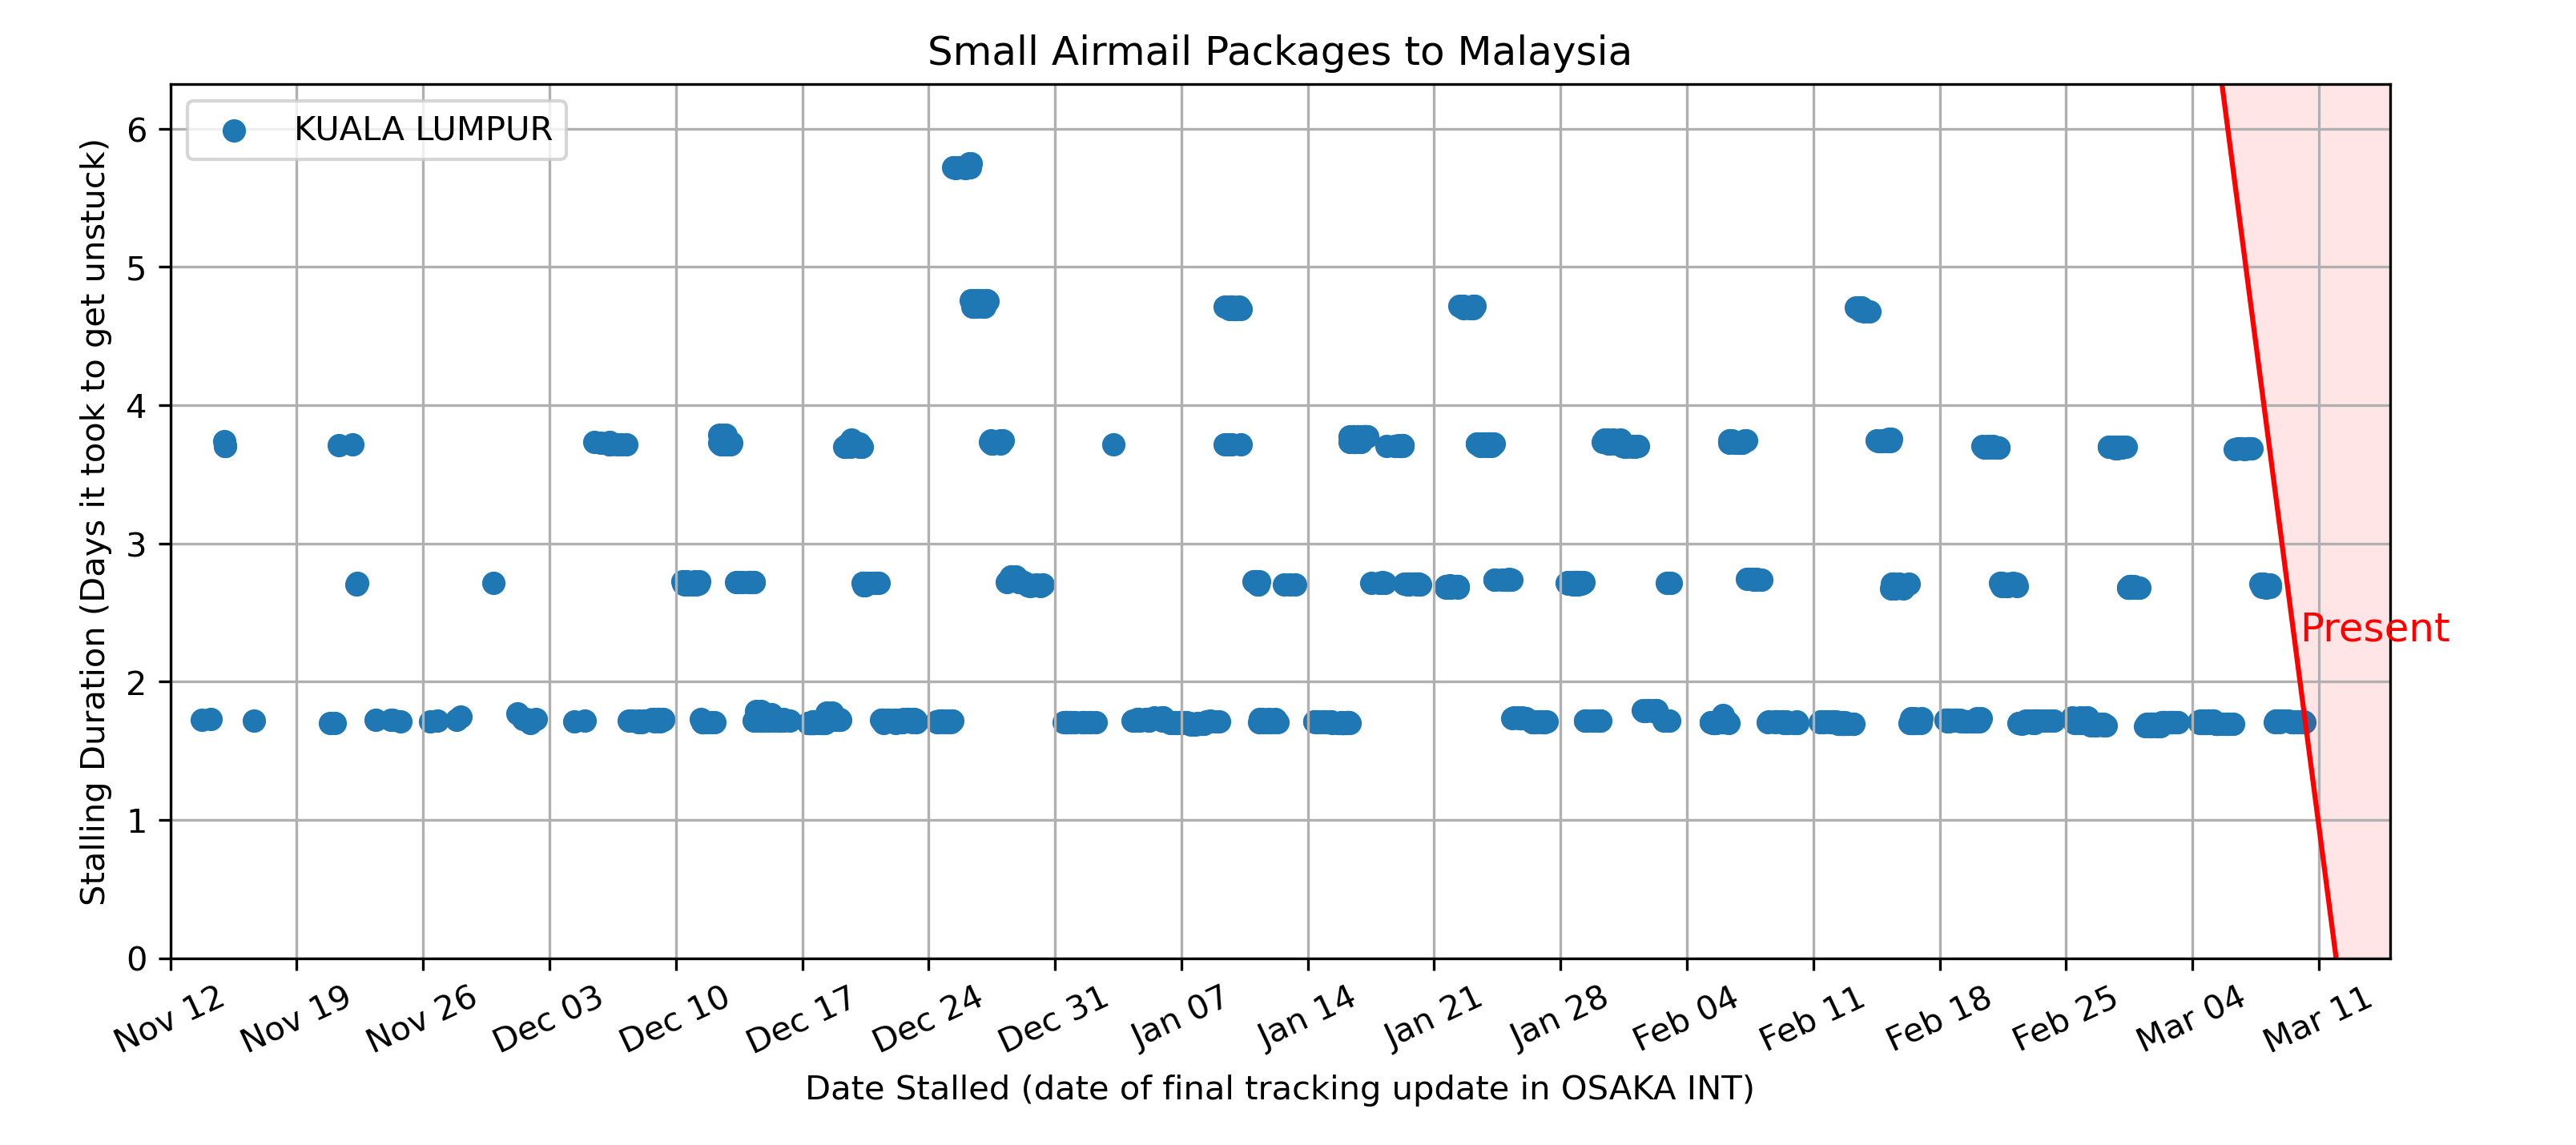 Small Airmail Packages to Malaysia
KUALA LUMPUR
Stalling Duration (Days it took to get unstuck)
6
5
4
3
2
1
0
Present
Nov 12
Nov 19
Nov 26
Dec 03
Dec 10
Dec 17
Dec 24
Dec 31
Jan 07
Jan 14
Jan 21
Jan 28
Feb 04
Feb 11
Feb 18
Feb 25
Mar 04
Mar 11
Date Stalled (date of final tracking update in OSAKA INT)